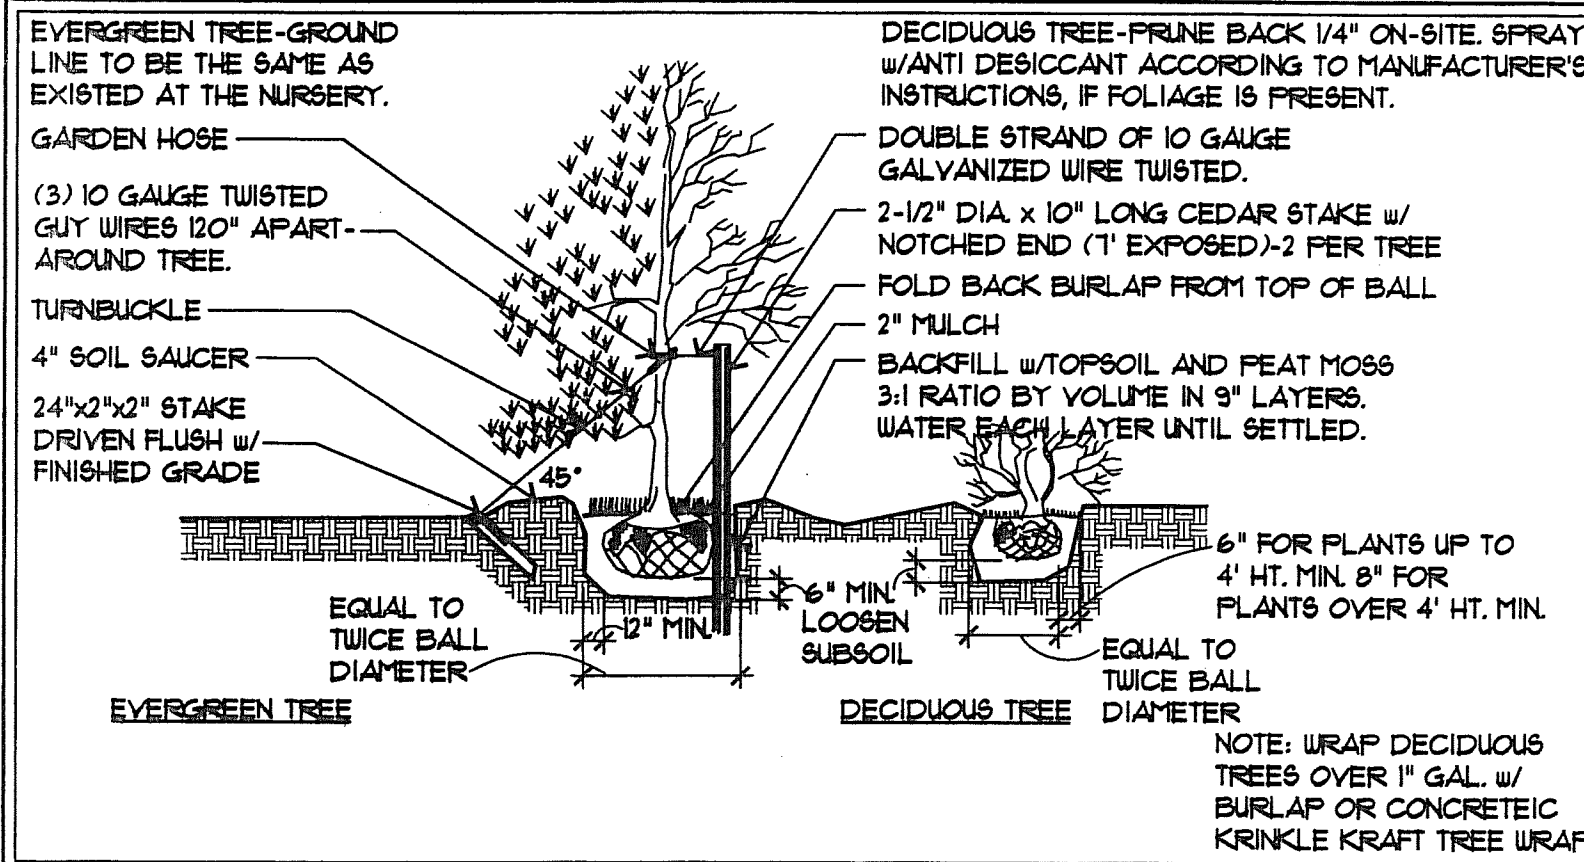 EVERGREEN TREE-GROUND
LINE TO BE THE SAME AS
EXISTED AT THE NURSERY.
GARDEN HOSE
(3) 10 GAUGE TWISTED
GUY WIRES 120" APART-
AROUND TREE.
TURNBUCKLE
4" SOIL SAUCER
24"x2"x2" STAKE
DRIVEN FLUSH w/
FINISHED GRADE
45°
EQUAL TO
TWICE BALL
DIAMETER
12" MIN.
EVERGREEN TREE
DECIDUOUS TREE-PRUNE BACK 1/4" ON-SITE. SPRAY
w/ANTI DESICCANT ACCORDING TO MANUFACTURER'S
INSTRUCTIONS, IF FOLIAGE IS PRESENT.
DOUBLE STRAND OF 10 GAUGE
GALVANIZED WIRE TWISTED.
2-1/2" DIA. x 10" LONG CEDAR STAKE w/
NOTCHED END (7' EXPOSED)-2 PER TREE
FOLD BACK BURLAP FROM TOP OF BALL
2" MULCH
BACKFILL w/TOPSOIL AND PEAT MOSS
3:1 RATIO BY VOLUME IN 9" LAYERS.
WATER EACH LAYER UNTIL SETTLED.
6" MIN.
LOOSEN
SUBSOIL
6" FOR PLANTS UP TO
4' HT. MIN. 8" FOR
PLANTS OVER 4' HT. MIN.
EQUAL TO
TWICE BALL
DIAMETER
DECIDUOUS TREE
NOTE: WRAP DECIDUOUS
TREES OVER 1" GAL. w/
BURLAP OR CONCRETEIC
KRINKLE KRAFT TREE WRAP